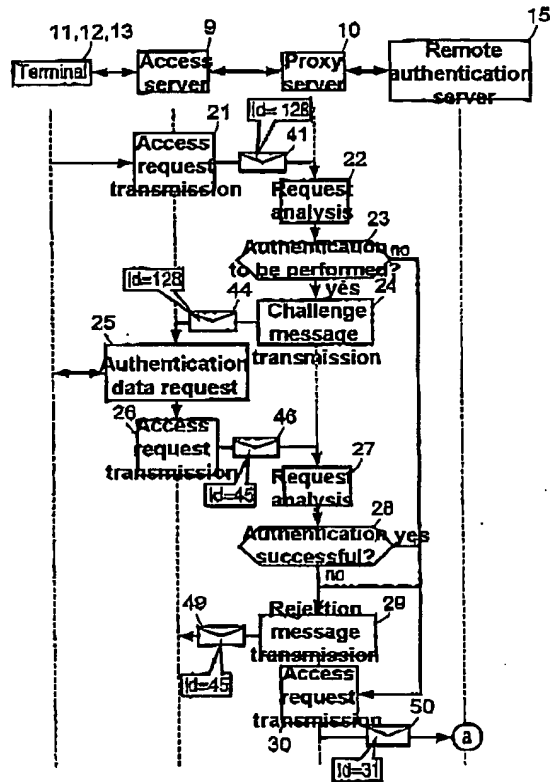 11,12,13
9
10
15
Terminal
Access
server
Proxy
server
Remote
authentication
server
21
Id=128
41
Access
request
transmission
22
Request
analysis
23
Authentication
to be performed?
no
yes
24
Id=128
44
Challenge
message
transmission
25
Authentication
data request
26
Access
request
transmission
46
Id=45
27
Request
analysis
28
Authentication
successful?
yes
no
49
Rejection
message
transmission
29
Id=45
Access
request
transmission
30
50
a
Id=31